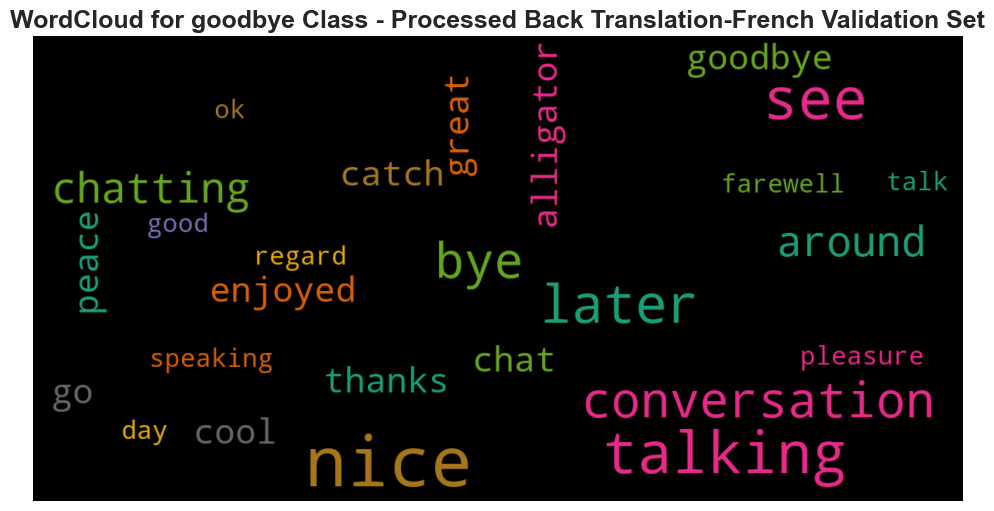 WordCloud for goodbye Class - Processed Back Translation-French Validation Set
goodbye
see
ok
great
alligator
catch
chatting
farewell
talk
good
peace
around
regard
bye
enjoyed
later
speaking
chat
pleasure
thanks
go
conversation
day
cool
nice
talking